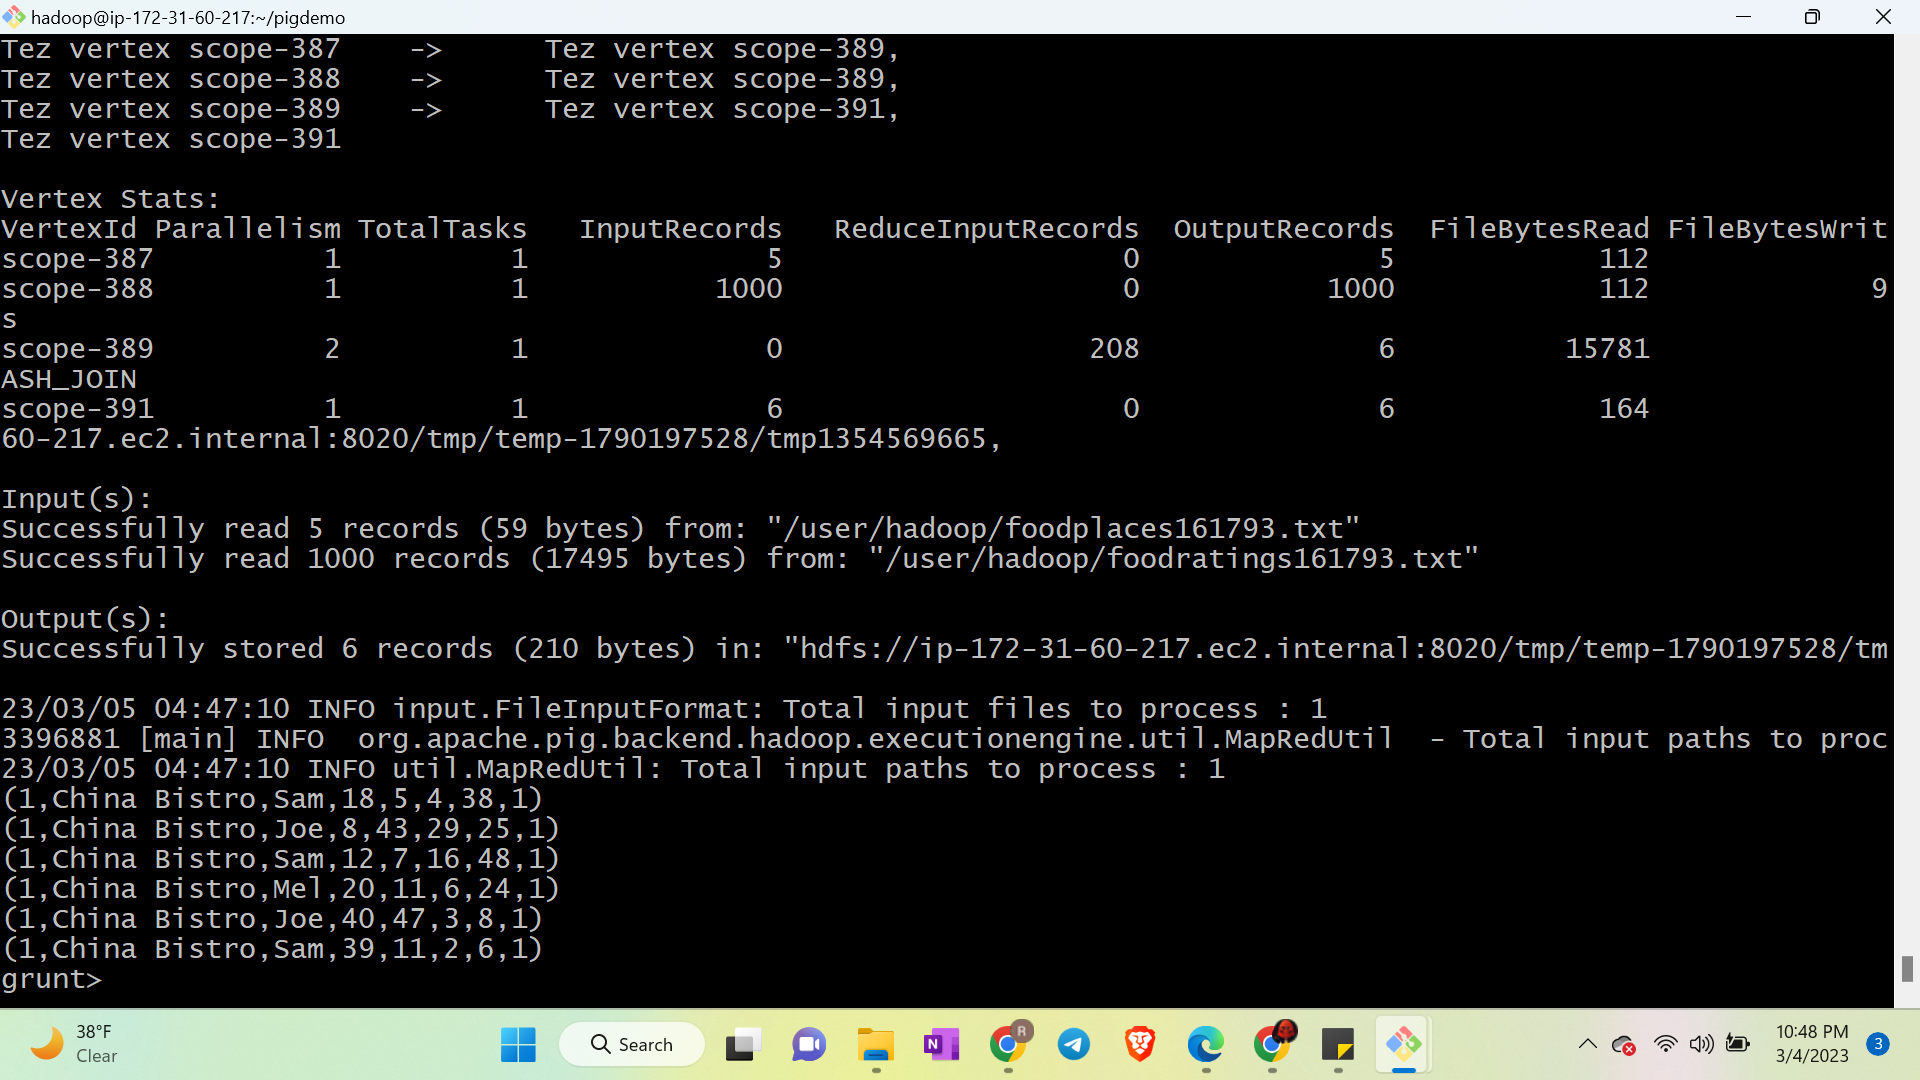 hadoop@ip-172-31-60-217:~/pigdemo
Tez vertex scope-387    ->      Tez vertex scope-389,
Tez vertex scope-388    ->      Tez vertex scope-389,
Tez vertex scope-389    ->      Tez vertex scope-391,
Tez vertex scope-391
Vertex Stats:
VertexId Parallelism TotalTasks   InputRecords   ReduceInputRecords  OutputRecords  FileBytesRead FileBytesWrit
scope-387          1          1              5                    0              5            112
scope-388          1          1           1000                    0           1000            112             9
s
scope-389          2          1              0                  208              6          15781
ASH_JOIN
scope-391          1          1              6                    0              6            164
60-217.ec2.internal:8020/tmp/temp-1790197528/tmp1354569665,
Input(s):
Successfully read 5 records (59 bytes) from: "/user/hadoop/foodplaces161793.txt"
Successfully read 1000 records (17495 bytes) from: "/user/hadoop/foodratings161793.txt"
Output(s):
Successfully stored 6 records (210 bytes) in: "hdfs://ip-172-31-60-217.ec2.internal:8020/tmp/temp-1790197528/tm
23/03/05 04:47:10 INFO input.FileInputFormat: Total input files to process : 1
3396881 [main] INFO  org.apache.pig.backend.hadoop.executionengine.util.MapRedUtil  - Total input paths to proc
23/03/05 04:47:10 INFO util.MapRedUtil: Total input paths to process : 1
(1,China Bistro,Sam,18,5,4,38,1)
(1,China Bistro,Joe,8,43,29,25,1)
(1,China Bistro,Sam,12,7,16,48,1)
(1,China Bistro,Mel,20,11,6,24,1)
(1,China Bistro,Joe,40,47,3,8,1)
(1,China Bistro,Sam,39,11,2,6,1)
grunt>
38°F
Clear
Search
N
R
10:48 PM
3/4/2023
3